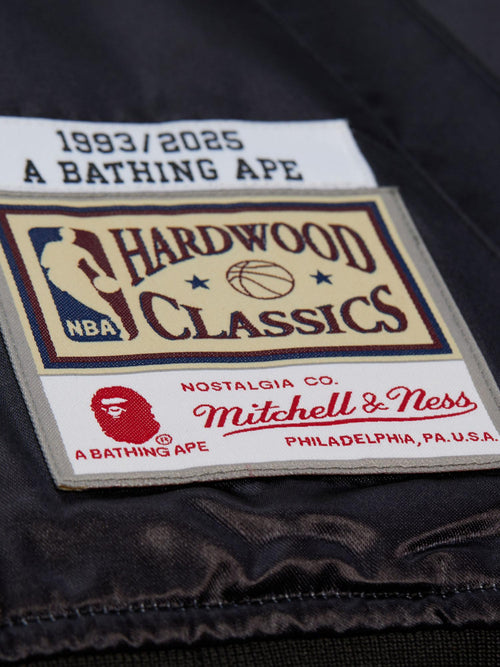 1993/2025
A BATHING APE
HARDWOOD
CLASSICS
NBA
NOSTALGIA CO.
Mitchell & Ness
PHILADELPHIA, PA. U.S.A.
®
A BATHING APE